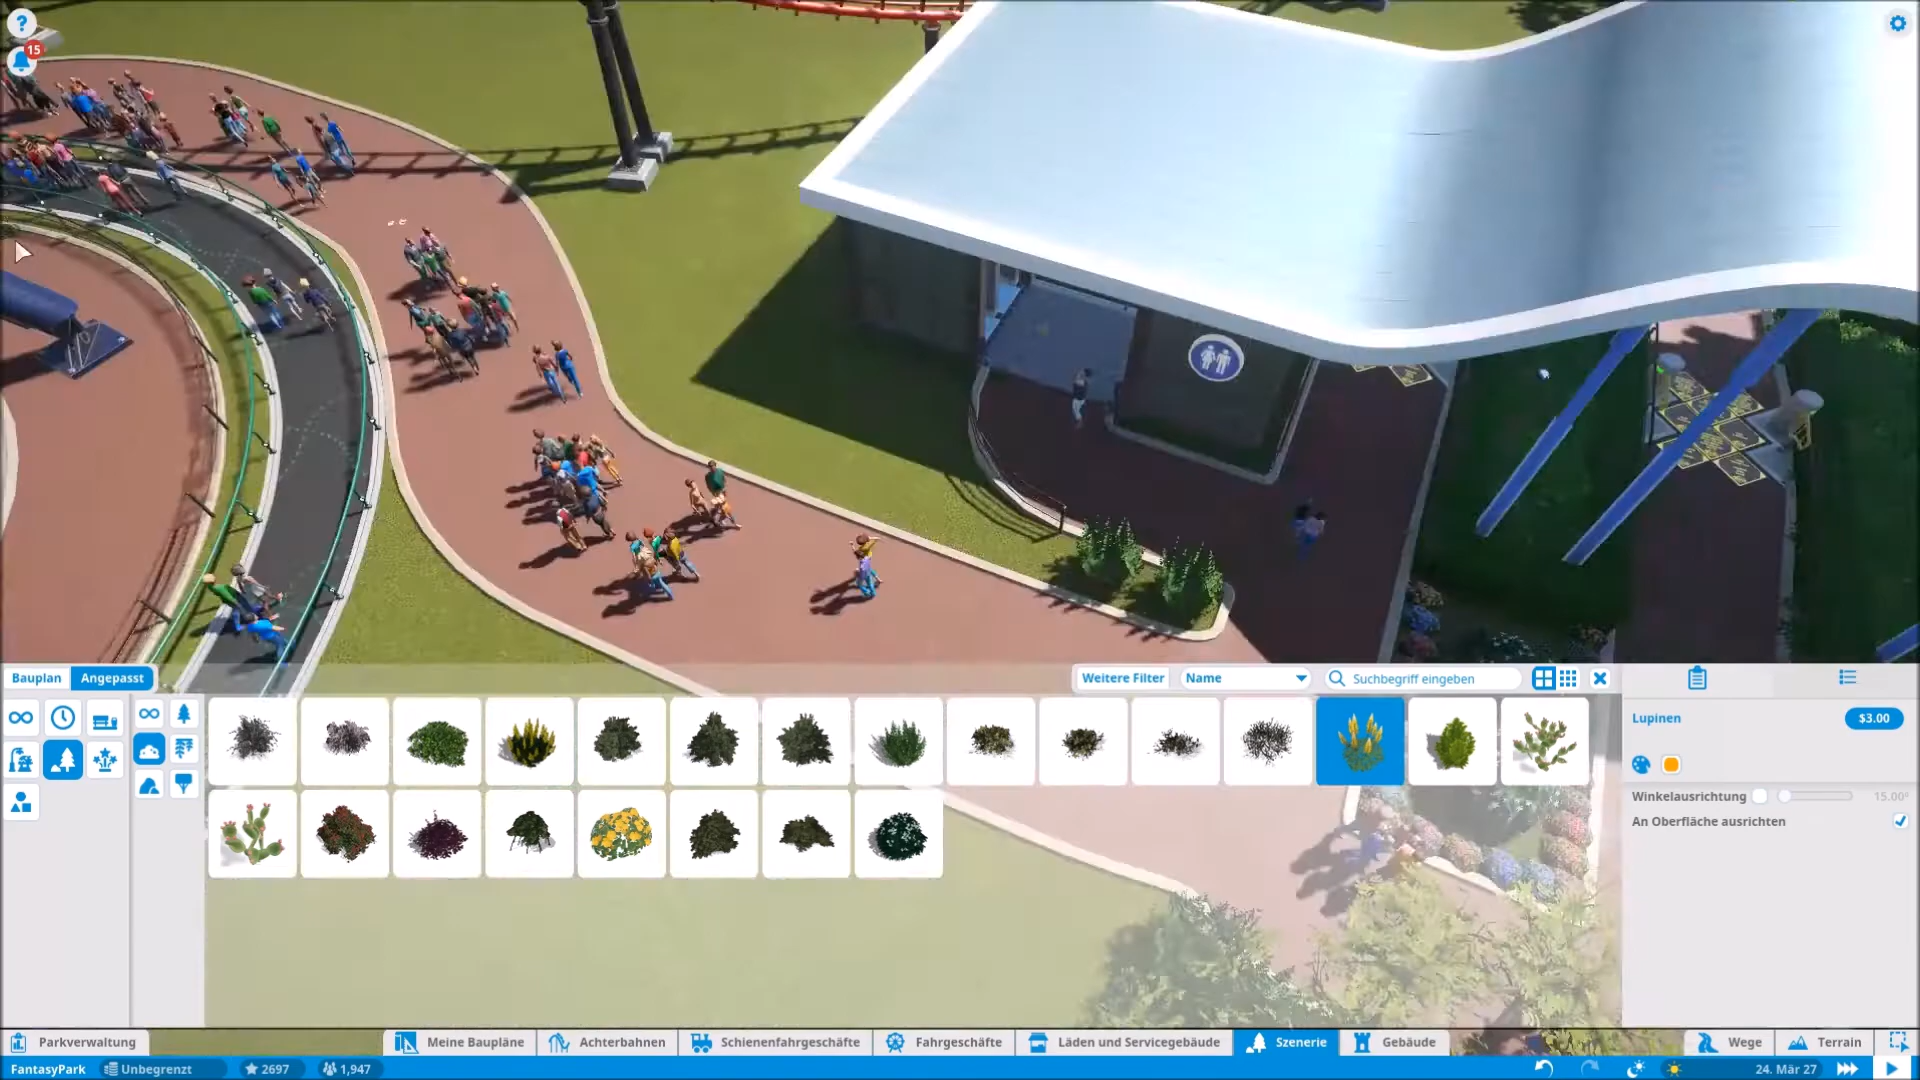 ?
15
Bauplan
Angepasst
Weitere Filter
Name
Suchbegriff eingeben
Lupinen
$3.00
Winkelausrichtung
15.00°
An Oberfläche ausrichten
Parkverwaltung
Meine Baupläne
Achterbahnen
Schienenfahrgeschäfte
Fahrgeschäfte
Läden und Servicegebäude
Szenerie
Gebäude
Wege
Terrain
FantasyPark
Unbegrenzt
2697
1,947
24. Mär 27